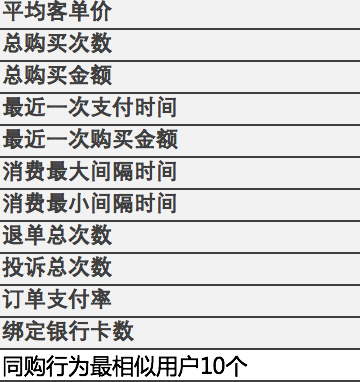 平均客单价
总购买次数
总购买金额
最近一次支付时间
最近一次购买金额
消费最大间隔时间
消费最小间隔时间
退单总次数
投诉总次数
订单支付率
绑定银行卡数
同购行为最相似用户10个